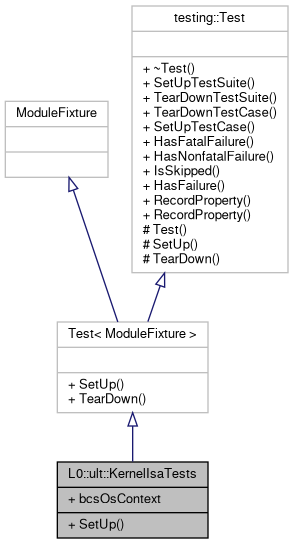 testing::Test
+ ~Test()
+ SetUpTestSuite()
+ TearDownTestSuite()
+ TearDownTestCase()
+ SetUpTestCase()
+ HasFatalFailure()
+ HasNonfatalFailure()
+ IsSkipped()
+ HasFailure()
+ RecordProperty()
+ RecordProperty()
# Test()
# SetUp()
# TearDown()
ModuleFixture
Test< ModuleFixture >
+ SetUp()
+ TearDown()
L0::ult::KernelIsaTests
+ bcsOsContext
+ SetUp()